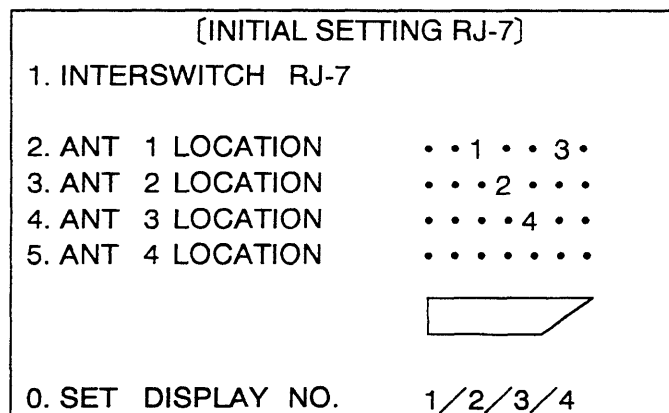 [INITIAL SETTING RJ-7]
1. INTERSWITCH RJ-7
2. ANT 1 LOCATION • • 1 • • 3 •
3. ANT 2 LOCATION • • • 2 • • •
4. ANT 3 LOCATION • • • • 4 • •
5. ANT 4 LOCATION • • • • • • •
0. SET DISPLAY NO. 1/2/3/4